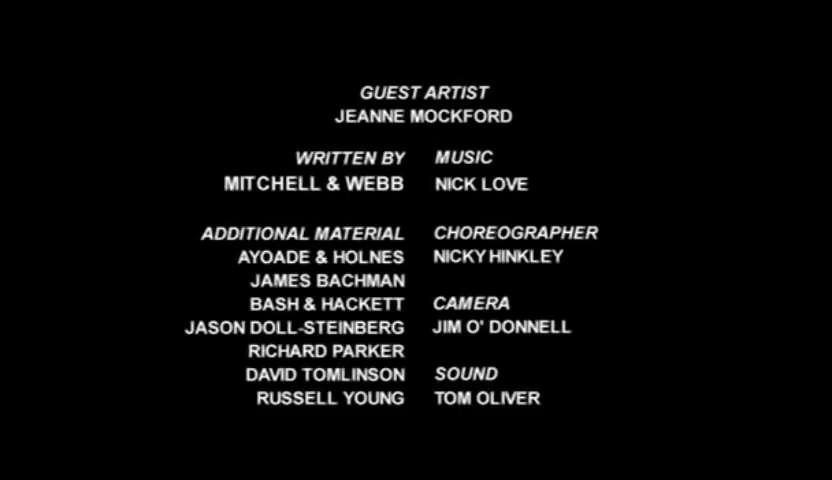 GUEST ARTIST
JEANNE MOCKFORD
WRITTEN BY
MITCHELL & WEBB
MUSIC
NICK LOVE
ADDITIONAL MATERIAL
AYOADE & HOLNES
JAMES BACHMAN
BASH & HACKETT
JASON DOLL-STEINBERG
RICHARD PARKER
DAVID TOMLINSON
RUSSELL YOUNG
CHOREOGRAPHER
NICKY HINKLEY
CAMERA
JIM O' DONNELL
SOUND
TOM OLIVER